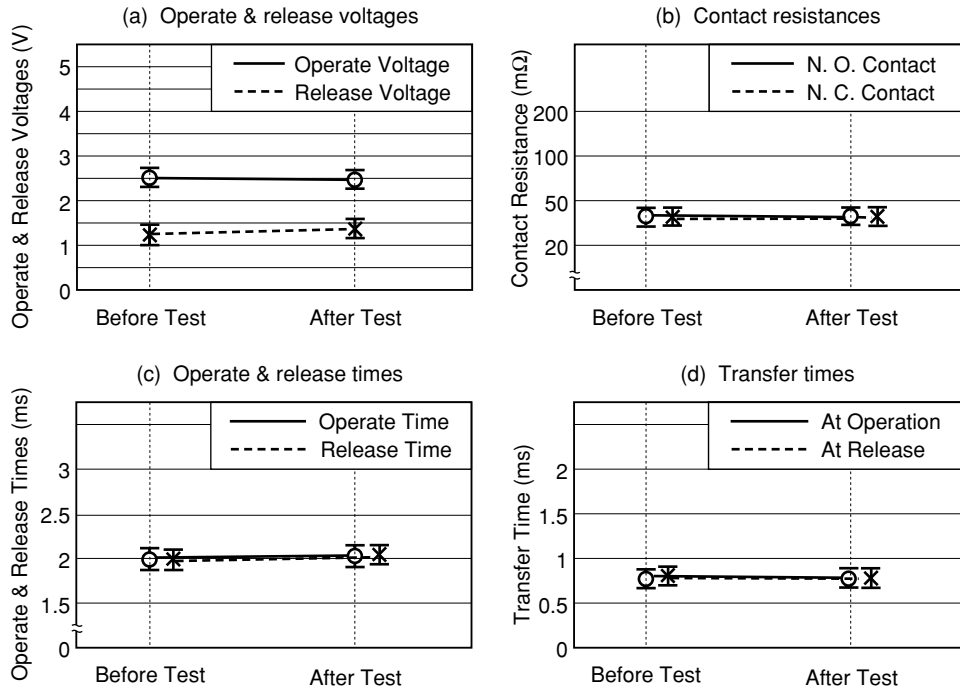 (a) Operate & release voltages
Operate & Release Voltages (V)
5
4
3
2
1
0
Operate Voltage
Release Voltage
Before Test
After Test
(b) Contact resistances
Contact Resistance (mΩ)
200
100
50
20
N. O. Contact
N. C. Contact
Before Test
After Test
(c) Operate & release times
Operate & Release Times (ms)
3
2.5
2
1.5
0
Operate Time
Release Time
Before Test
After Test
(d) Transfer times
Transfer Time (ms)
2
1.5
1
0.5
0
At Operation
At Release
Before Test
After Test